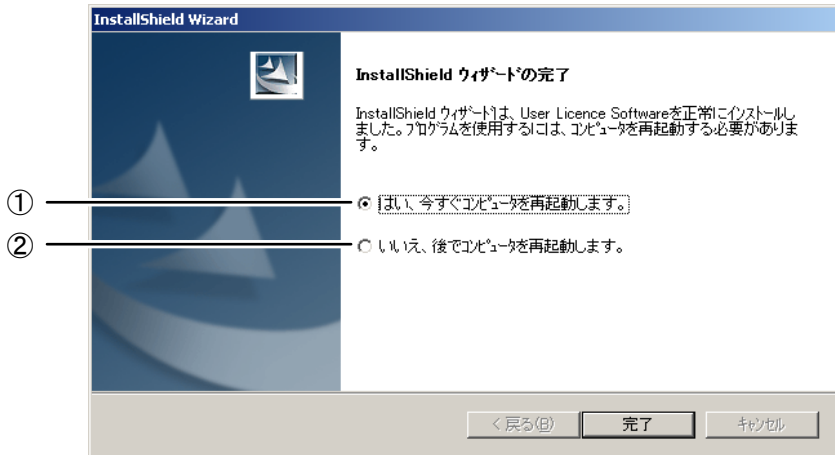 InstallShield Wizard
InstallShield ウィザードの完了
InstallShield ウィザードは、User Licence Softwareを正常にインストールし
ました。プログラムを使用するには、コンピュータを再起動する必要がありま
す。
① はい、今すぐコンピュータを再起動します。
② いいえ、後でコンピュータを再起動します。
< 戻る(B) 完了 キャンセル